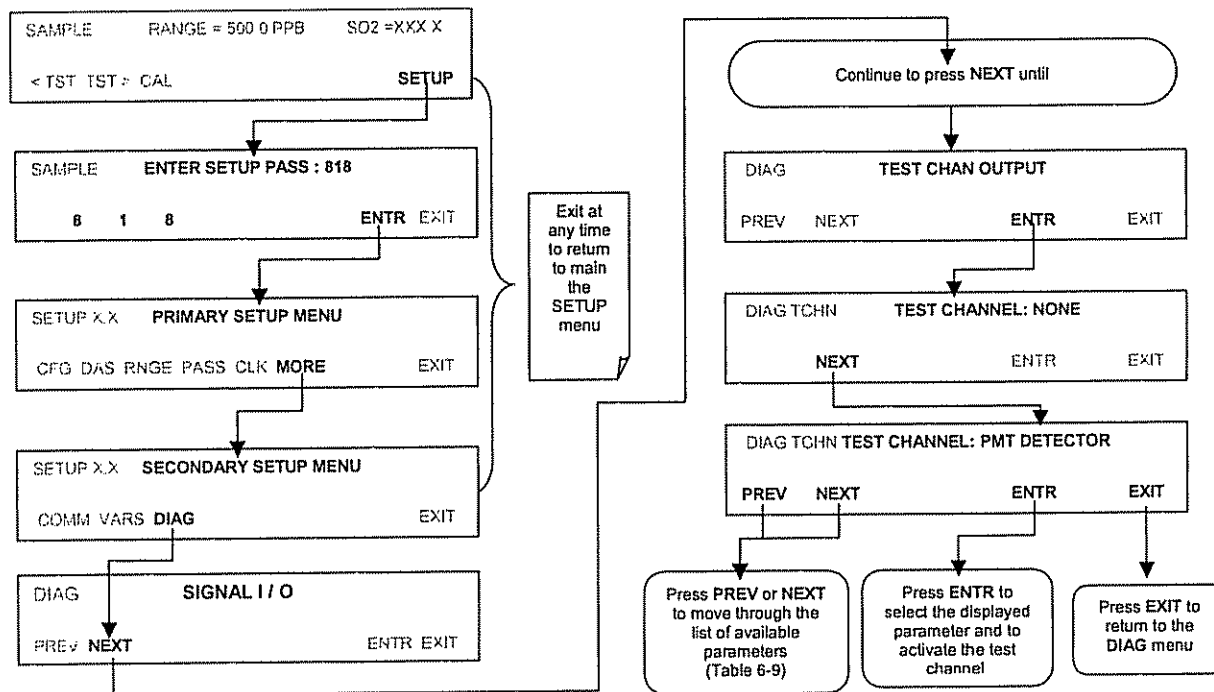 SAMPLE RANGE = 500 0 PPB SO2 =XXX X
< TST TST > CAL SETUP
SAMPLE ENTER SETUP PASS : 818
8 1 8 ENTR EXIT
SETUP X.X PRIMARY SETUP MENU
CFG DAS RNGE PASS CLK MORE EXIT
SETUP X.X SECONDARY SETUP MENU
COMM VARS DIAG EXIT
DIAG SIGNAL I / O
PREV NEXT ENTR EXIT
Exit at
any time
to return
to main
the
SETUP
menu
Continue to press NEXT until
DIAG TEST CHAN OUTPUT
PREV NEXT ENTR EXIT
DIAG TCHN TEST CHANNEL: NONE
NEXT ENTR EXIT
DIAG TCHN TEST CHANNEL: PMT DETECTOR
PREV NEXT ENTR EXIT
Press PREV or NEXT
to move through the
list of available
parameters
(Table 6-9)
Press ENTR to
select the displayed
parameter and to
activate the test
channel
Press EXIT to
return to the
DIAG menu